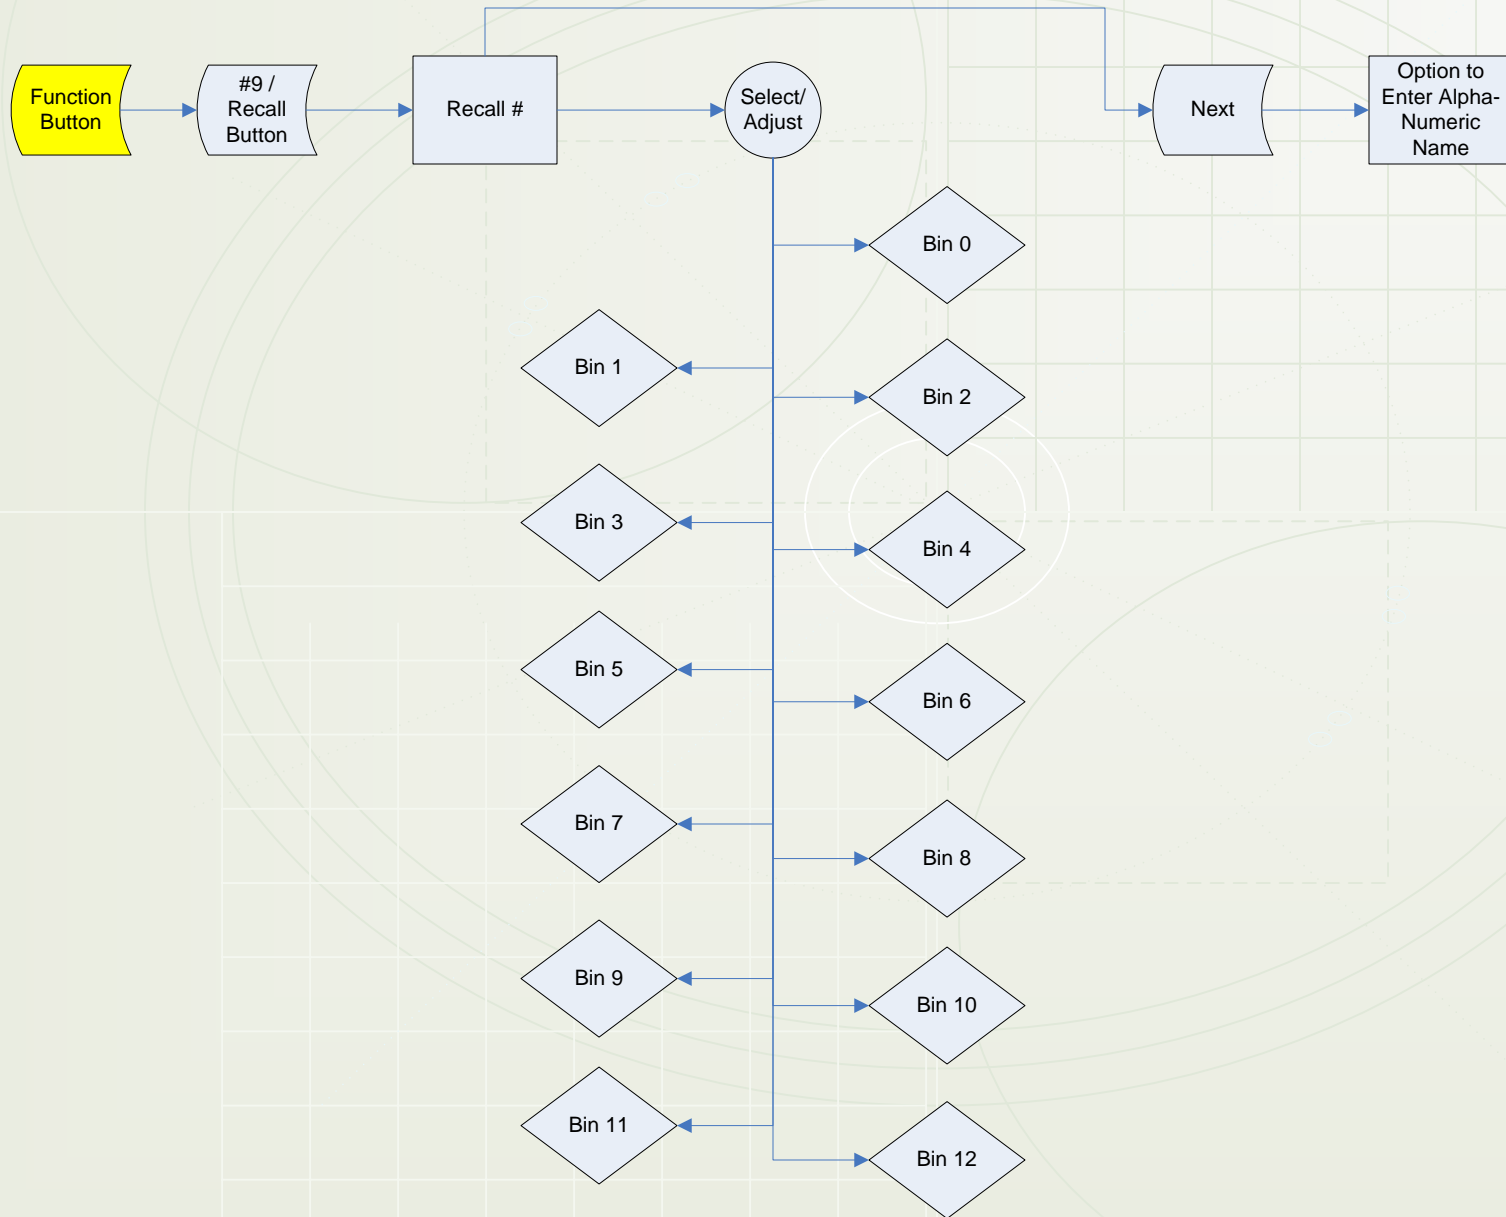 Function
Button
#9 /
Recall
Button
Recall #
Select/
Adjust
Next
Option to
Enter Alpha-
Numeric
Name
Bin 0
Bin 1
Bin 2
Bin 3
Bin 4
Bin 5
Bin 6
Bin 7
Bin 8
Bin 9
Bin 10
Bin 11
Bin 12